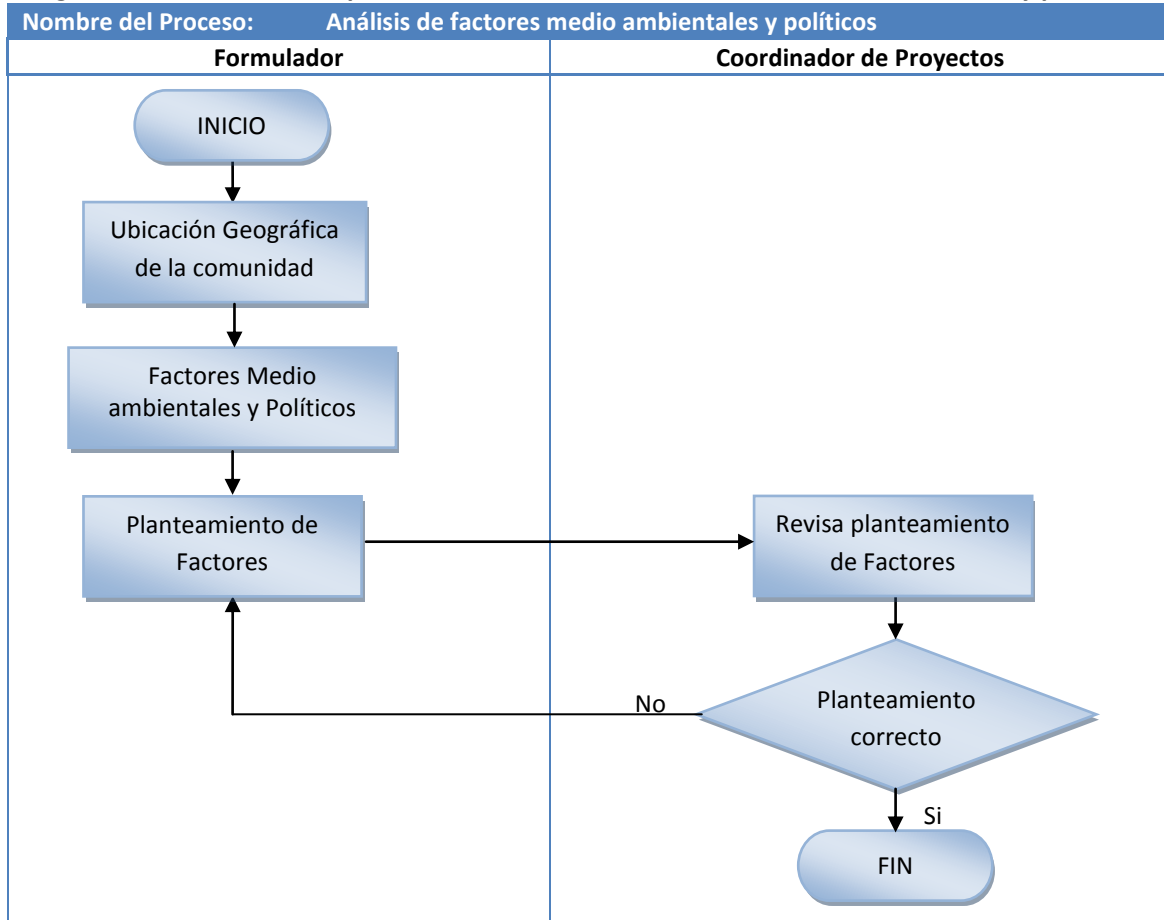 Nombre del Proceso: Análisis de factores medio ambientales y políticos
Formulador
Coordinador de Proyectos
INICIO
Ubicación Geográfica
de la comunidad
Factores Medio
ambientales y Políticos
Planteamiento de
Factores
Revisa planteamiento
de Factores
Planteamiento
correcto
No
Si
FIN